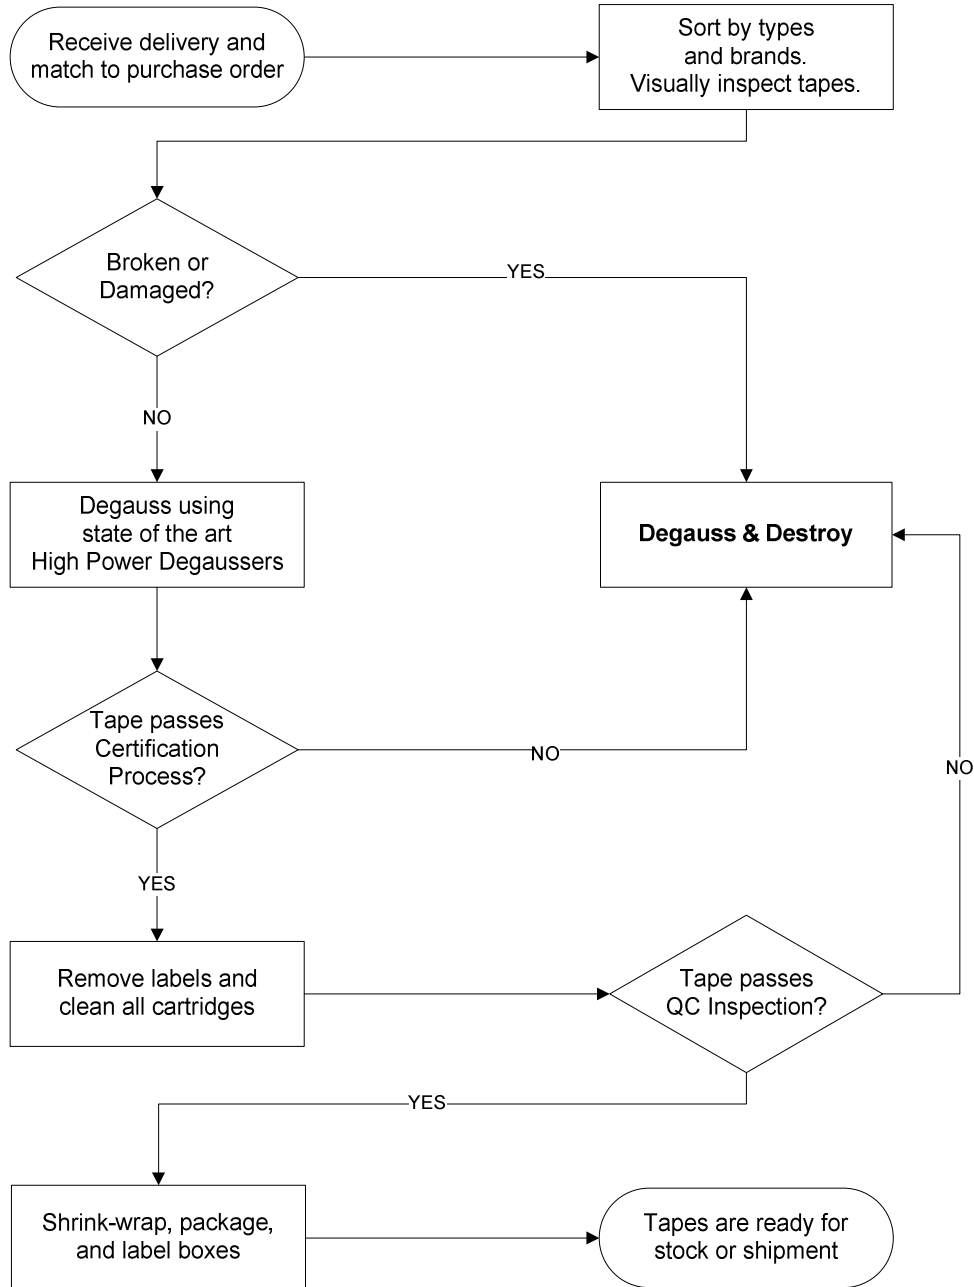 Receive delivery and
match to purchase order
Sort by types
and brands.
Visually inspect tapes.
Broken or
Damaged?
YES
NO
Degauss using
state of the art
High Power Degaussers
Degauss & Destroy
Tape passes
Certification
Process?
NO
NO
YES
Remove labels and
clean all cartridges
Tape passes
QC Inspection?
YES
Shrink-wrap, package,
and label boxes
Tapes are ready for
stock or shipment